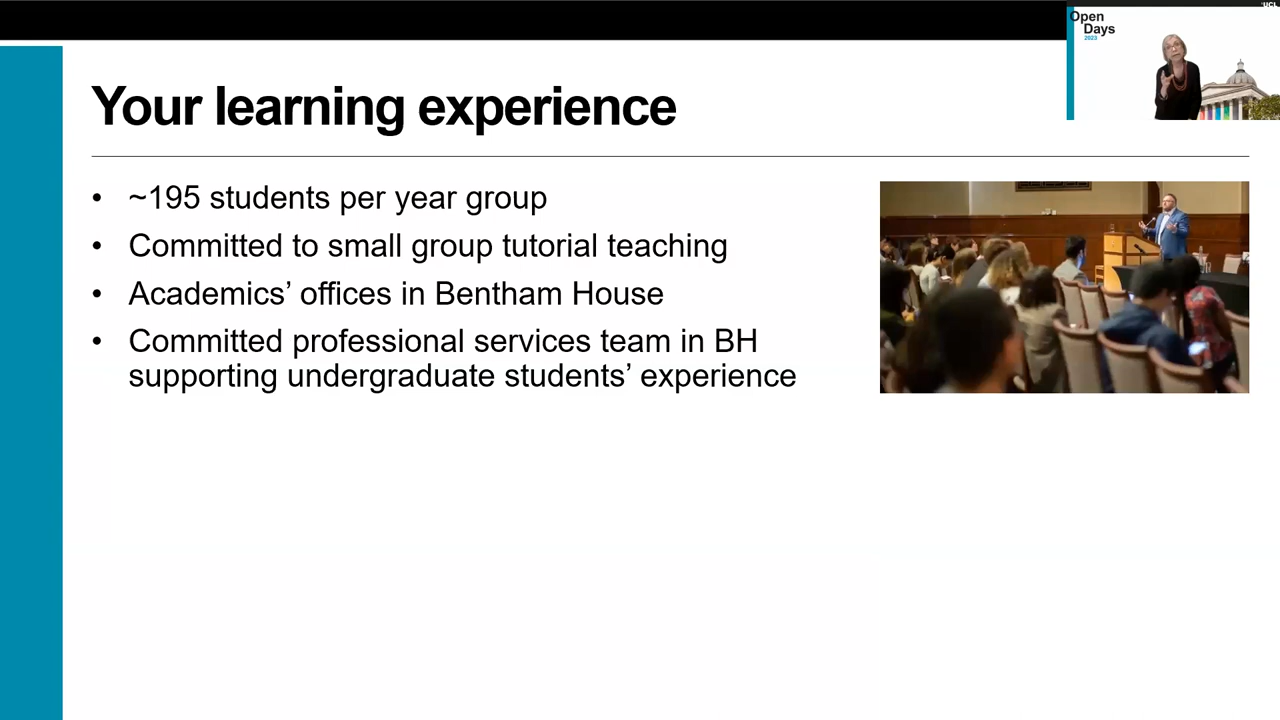 UCL
Open
Days
2023
Your learning experience
• ~195 students per year group
• Committed to small group tutorial teaching
• Academics’ offices in Bentham House
• Committed professional services team in BH
supporting undergraduate students’ experience